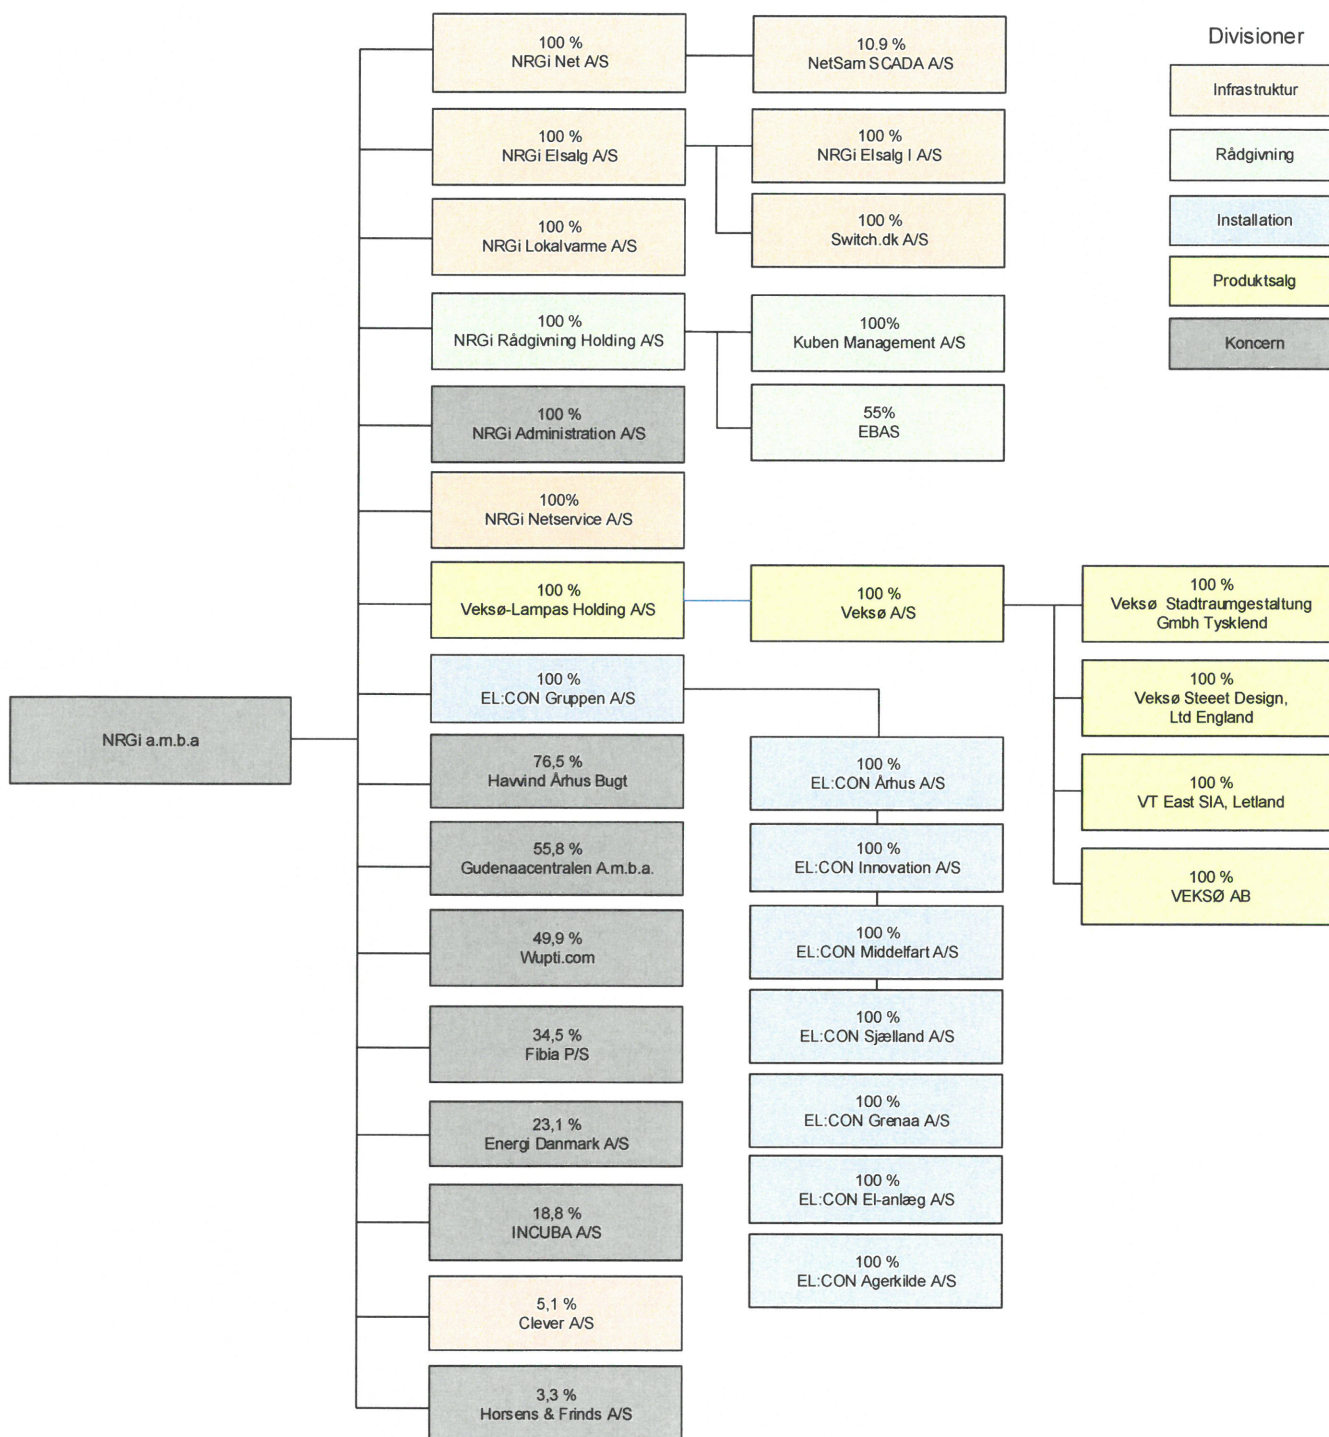 Divisioner
Infrastruktur
Rådgivning
Installation
Produktsalg
Koncern
NRGi a.m.b.a
100 %
NRGi Net A/S
10.9 %
NetSam SCADA A/S
100 %
NRGi Elsalg A/S
100 %
NRGi Elsalg I A/S
100 %
Switch.dk A/S
100 %
NRGi Lokalvarme A/S
100 %
NRGi Rådgivning Holding A/S
100%
Kuben Management A/S
55%
EBAS
100 %
NRGi Administration A/S
100%
NRGi Netservice A/S
100 %
Veksø-Lampas Holding A/S
100 %
Veksø A/S
100 %
Veksø Stadtraumgestaltung
Gmbh Tysklend
100 %
Veksø Steeet Design,
Ltd England
100 %
VT East SIA, Letland
100 %
VEKSØ AB
100 %
EL:CON Gruppen A/S
100 %
EL:CON Århus A/S
100 %
EL:CON Innovation A/S
100 %
EL:CON Middelfart A/S
100 %
EL:CON Sjælland A/S
100 %
EL:CON Grenaa A/S
100 %
EL:CON El-anlæg A/S
100 %
EL:CON Agerkilde A/S
76,5 %
Havvind Århus Bugt
55,8 %
Gudenaacentralen A.m.b.a.
49,9 %
Wupti.com
34,5 %
Fibia P/S
23,1 %
Energi Danmark A/S
18,8 %
INCUBA A/S
5,1 %
Clever A/S
3,3 %
Horsens & Frinds A/S